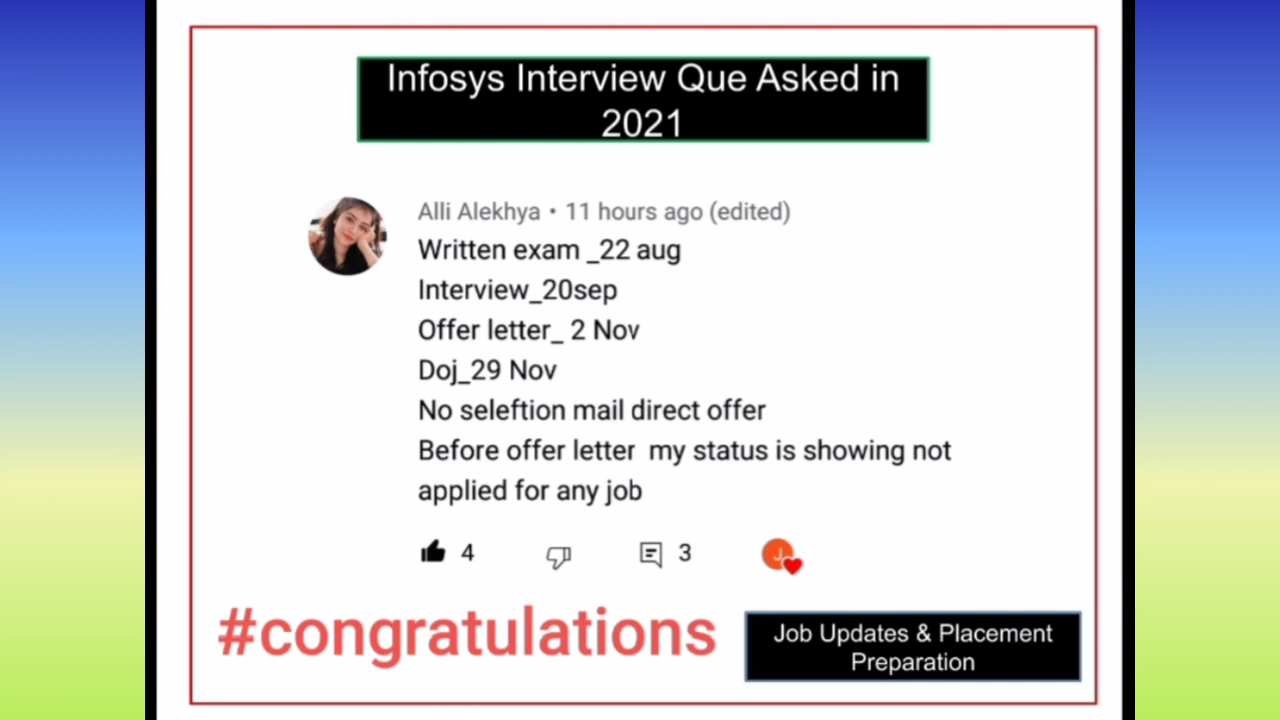 Infosys Interview Que Asked in
2021
Alli Alekhya • 11 hours ago (edited)
Written exam _22 aug
Interview_20sep
Offer letter_ 2 Nov
Doj_29 Nov
No seleftion mail direct offer
Before offer letter my status is showing not
applied for any job
4 3 J
#congratulations
Job Updates & Placement
Preparation